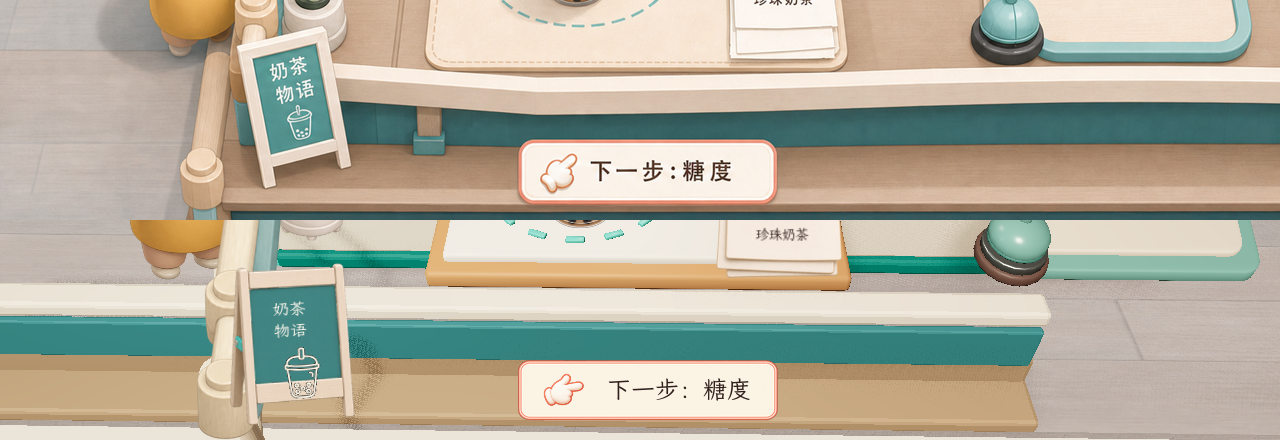 珍珠奶茶
奶茶
物语
下一步:糖度
珍珠奶茶
奶茶
物语
下一步: 糖度